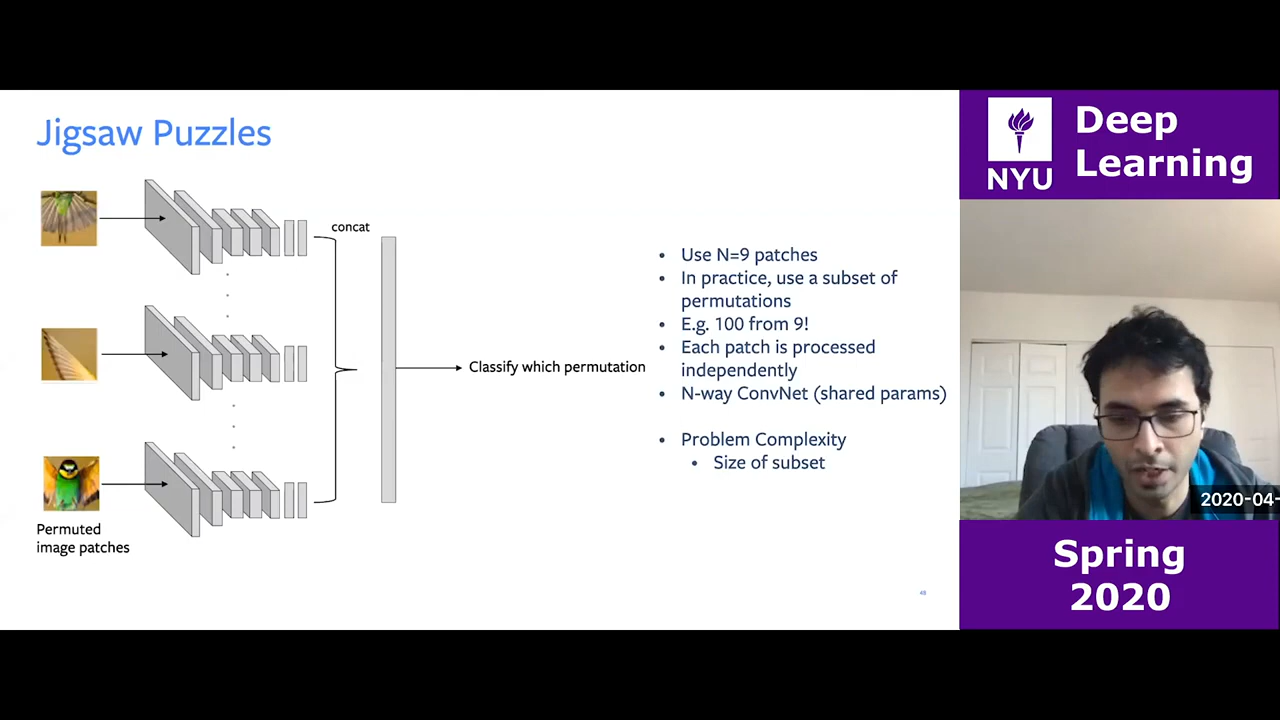 Jigsaw Puzzles
concat
Classify which permutation
Permuted
image patches
• Use N=9 patches
• In practice, use a subset of
permutations
• E.g. 100 from 9!
• Each patch is processed
independently
• N-way ConvNet (shared params)
• Problem Complexity
• Size of subset
48
NYU
Deep
Learning
2020-04-
Spring
2020